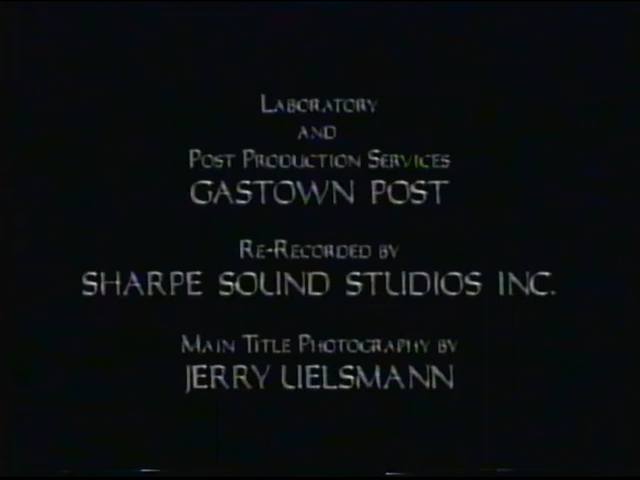 LABORATORY
AND
POST PRODUCTION SERVICES
GASTOWN POST
RE-RECORDED BY
SHARPE SOUND STUDIOS INC.
MAIN TITLE PHOTOGRAPHY BY
JERRY UELSMANN